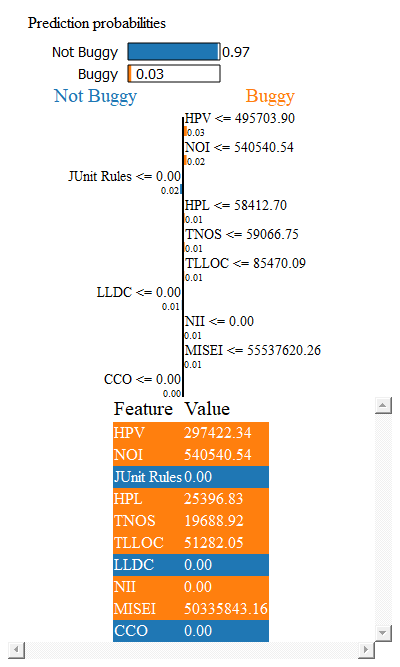 Prediction probabilities
Not Buggy 0.97
Buggy 0.03
Not Buggy Buggy
HPV <= 495703.90
0.03
NOI <= 540540.54
0.02
JUnit Rules <= 0.00
0.02
HPL <= 58412.70
0.01
TNOS <= 59066.75
0.01
TLLOC <= 85470.09
0.01
LLDC <= 0.00
0.01
NII <= 0.00
0.01
MISEI <= 55537620.26
0.01
CCO <= 0.00
0.00
Feature Value
HPV 297422.34
NOI 540540.54
JUnit Rules 0.00
HPL 25396.83
TNOS 19688.92
TLLOC 51282.05
LLDC 0.00
NII 0.00
MISEI 50335843.16
CCO 0.00